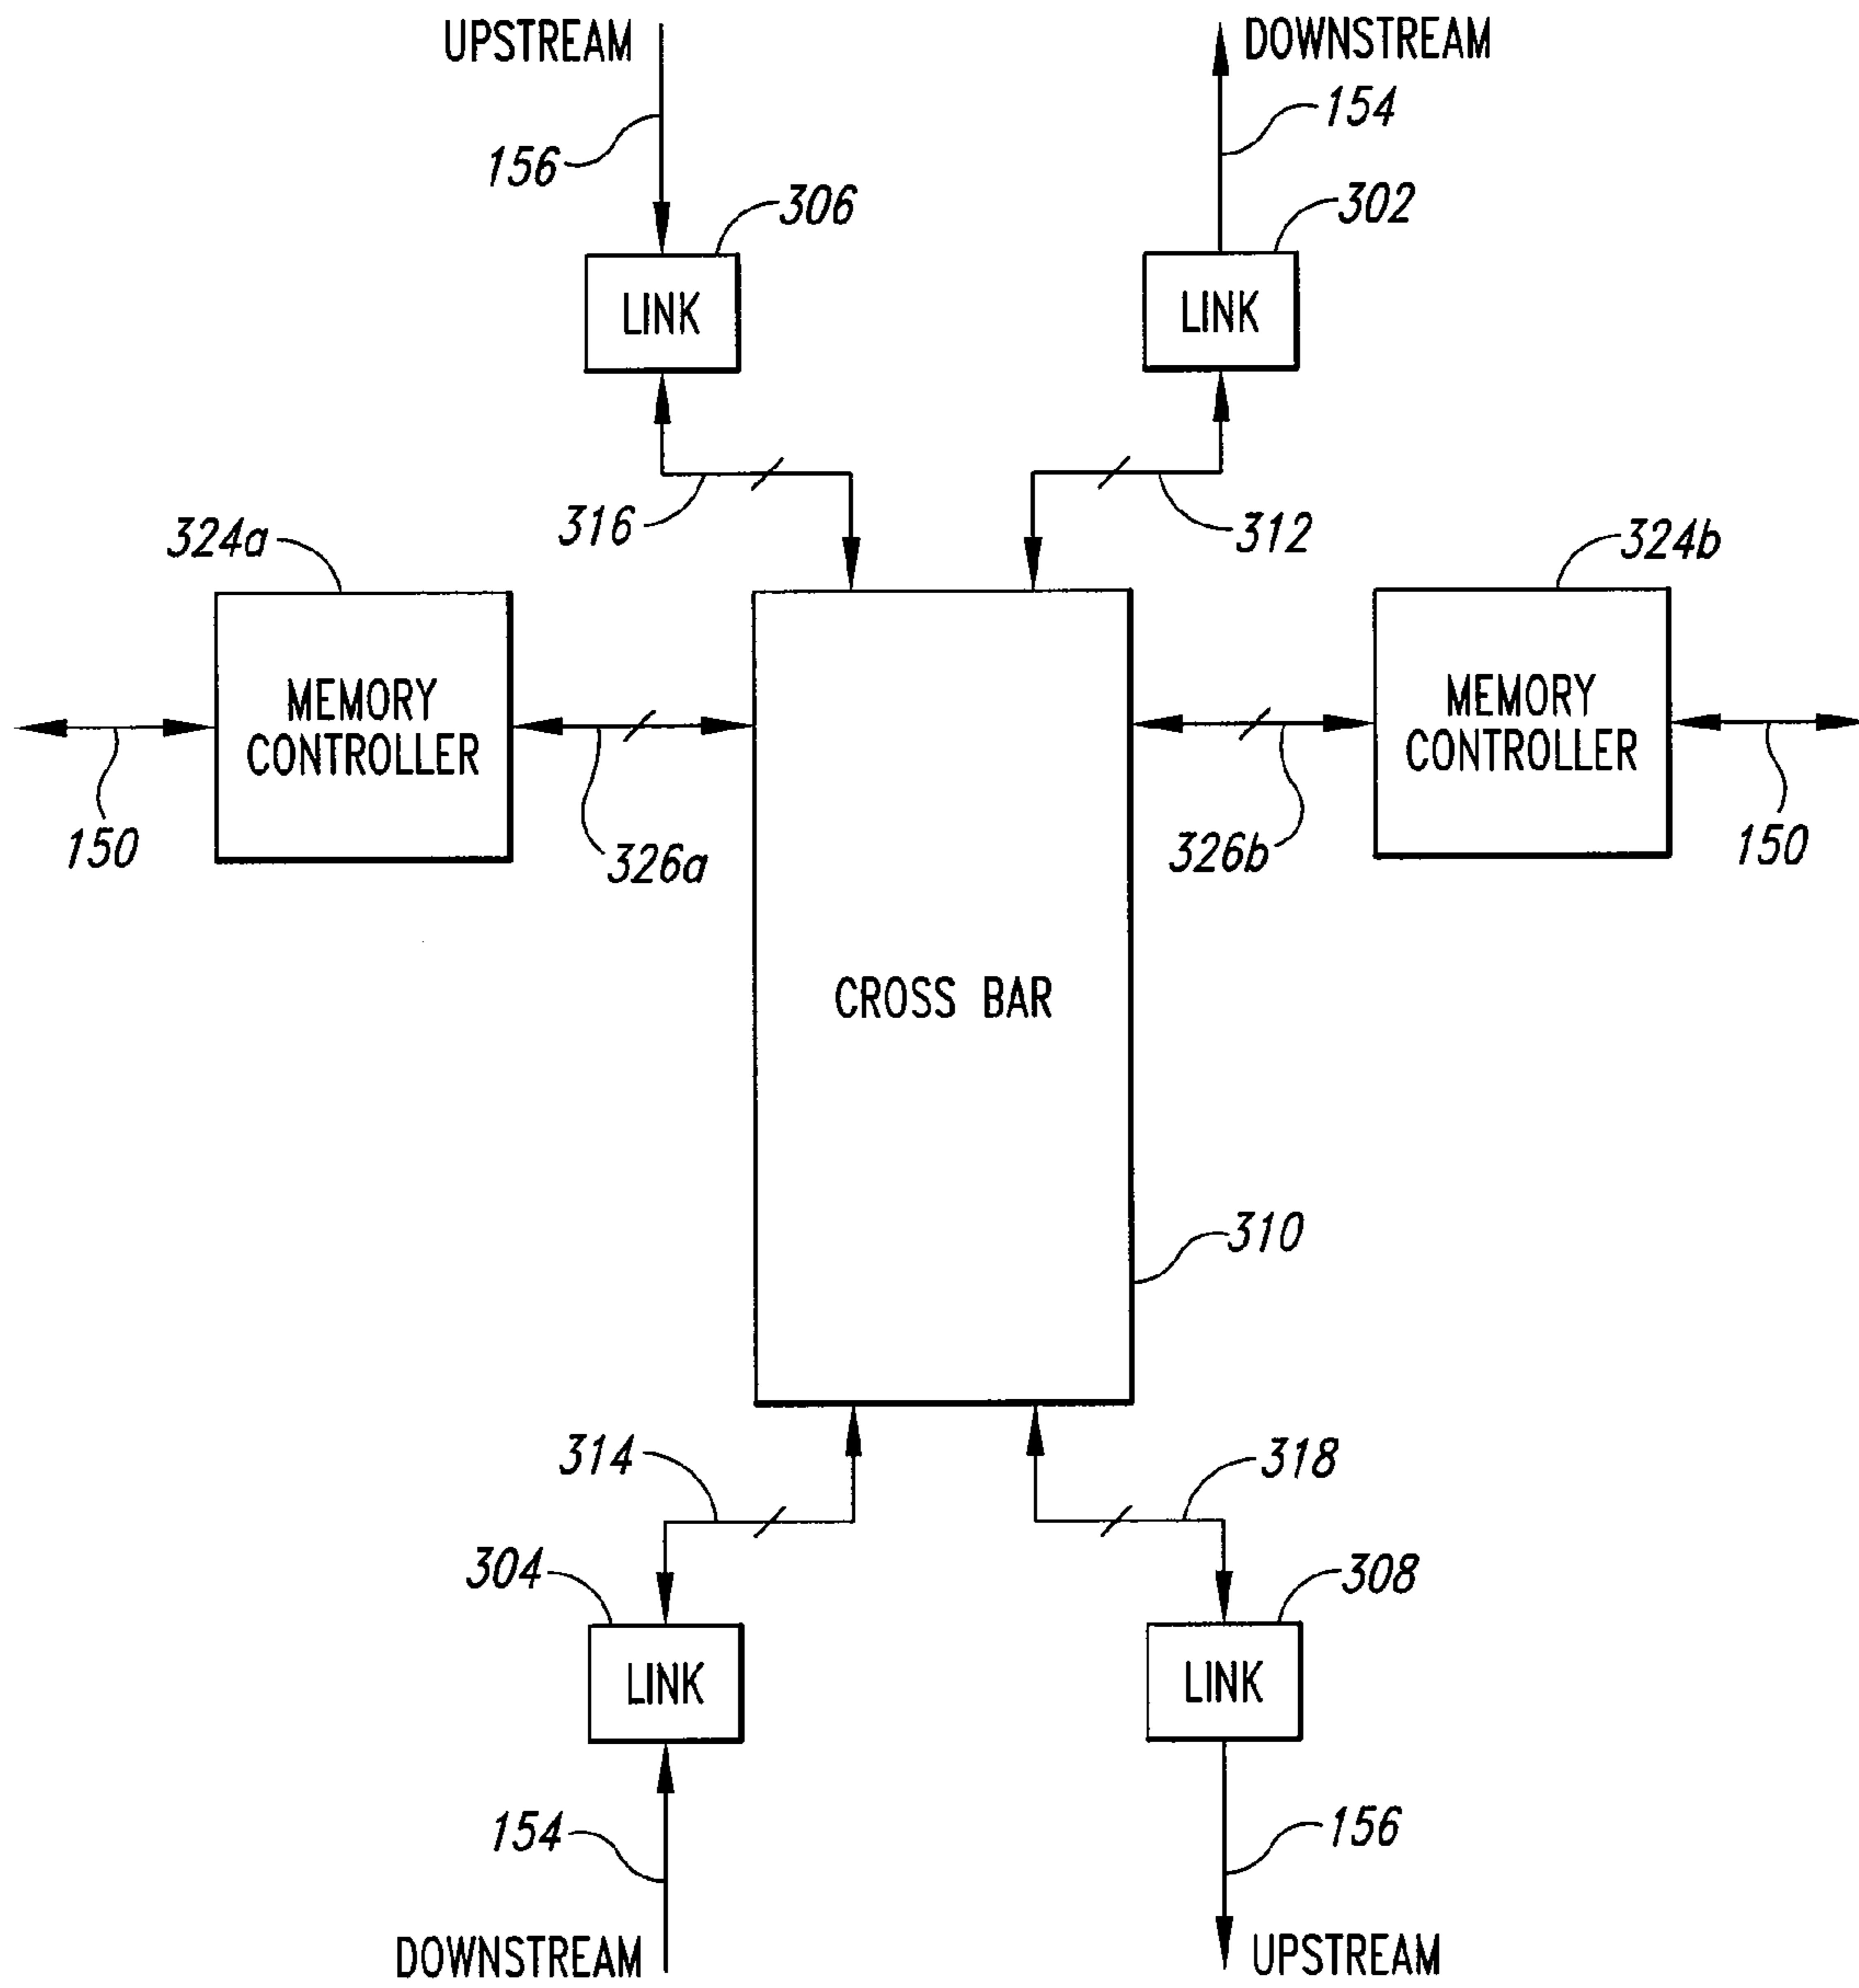 UPSTREAM
DOWNSTREAM
154
156
306
302
LINK
LINK
316
312
324a
324b
MEMORY
CONTROLLER
MEMORY
CONTROLLER
150
326a
326b
150
CROSS BAR
310
314
318
304
308
LINK
LINK
154
156
DOWNSTREAM
UPSTREAM